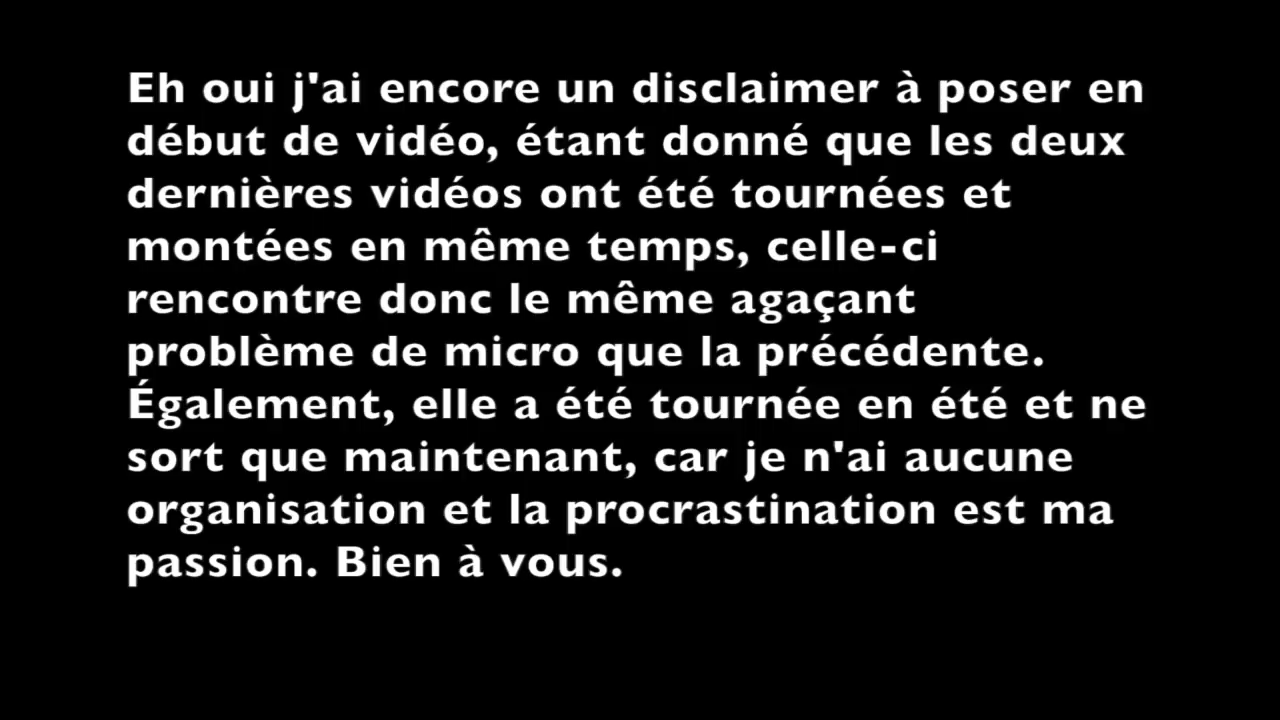 Eh oui j'ai encore un disclaimer à poser en
début de vidéo, étant donné que les deux
dernières vidéos ont été tournées et
montées en même temps, celle-ci
rencontre donc le même agaçant
problème de micro que la précédente.
Également, elle a été tournée en été et ne
sort que maintenant, car je n'ai aucune
organisation et la procrastination est ma
passion. Bien à vous.